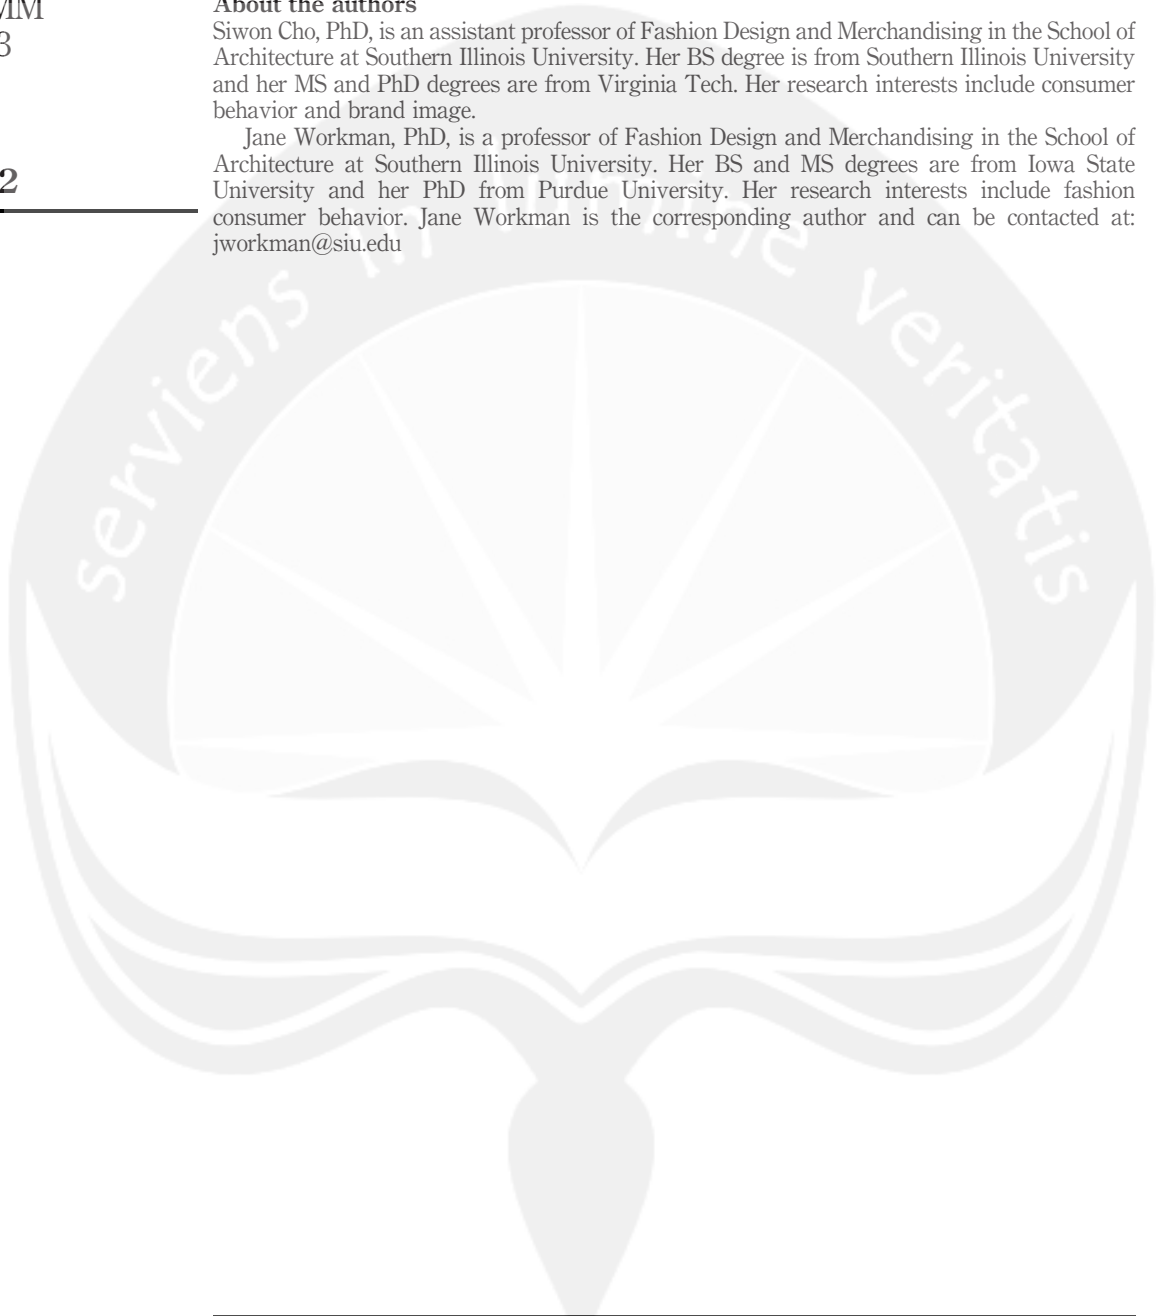 MM
3
2
About the authors
Siwon Cho, PhD, is an assistant professor of Fashion Design and Merchandising in the School of
Architecture at Southern Illinois University. Her BS degree is from Southern Illinois University
and her MS and PhD degrees are from Virginia Tech. Her research interests include consumer
behavior and brand image.
Jane Workman, PhD, is a professor of Fashion Design and Merchandising in the School of
Architecture at Southern Illinois University. Her BS and MS degrees are from Iowa State
University and her PhD from Purdue University. Her research interests include fashion
consumer behavior. Jane Workman is the corresponding author and can be contacted at:
jworkman@siu.edu
serviens in lumine veritatis